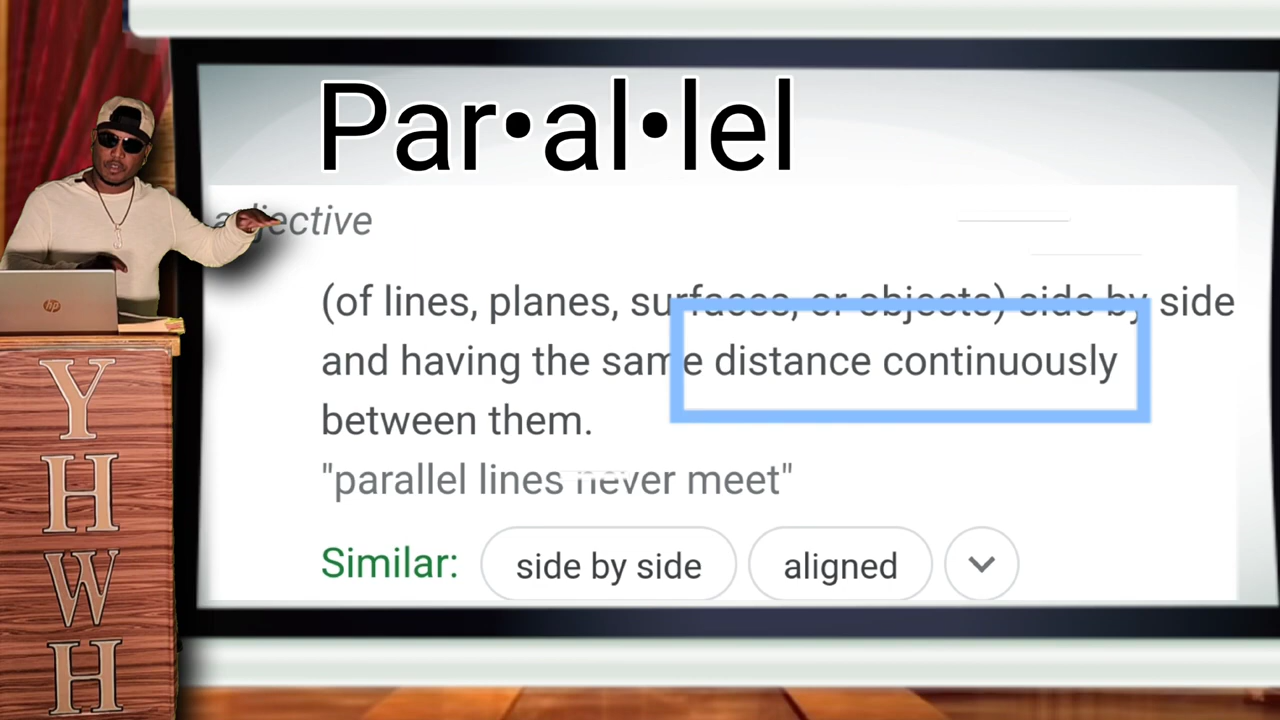 Par•al•lel
adjective
(of lines, planes, surfaces, or objects) side by side
and having the same distance continuously
between them.
"parallel lines never meet"
Similar: side by side aligned
hp
Y
H
W
H